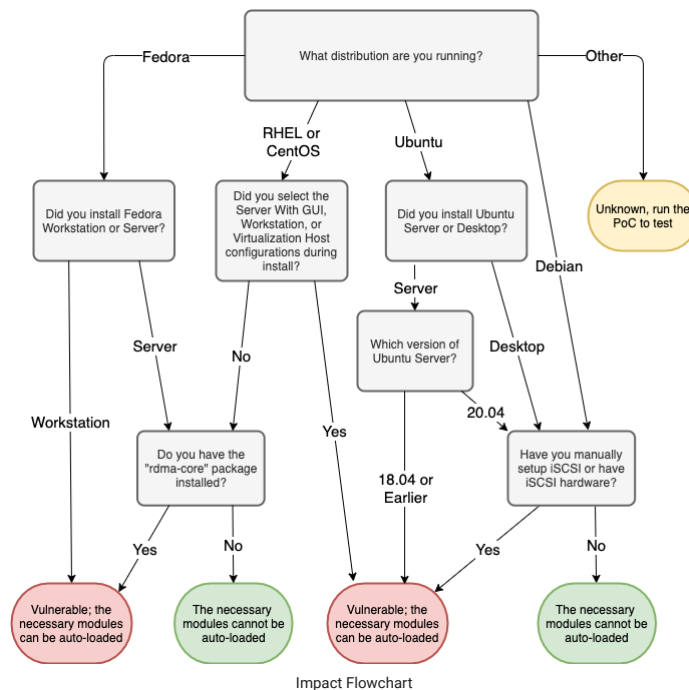 What distribution are you running?
Fedora
Other
RHEL or
CentOS
Ubuntu
Did you install Fedora
Workstation or Server?
Did you select the
Server With GUI,
Workstation, or
Virtualization Host
configurations during
install?
Did you install Ubuntu
Server or Desktop?
Unknown, run the
PoC to test
Debian
Server
Which version of
Ubuntu Server?
Server
No
Desktop
20.04
Workstation
Yes
Do you have the
"rdma-core" package
installed?
Have you manually
setup iSCSI or have
iSCSI hardware?
18.04 or
Earlier
Yes
No
Yes
No
Vulnerable; the
necessary modules
can be auto-loaded
The necessary
modules cannot be
auto-loaded
Vulnerable; the
necessary modules
can be auto-loaded
The necessary
modules cannot be
auto-loaded
Impact Flowchart